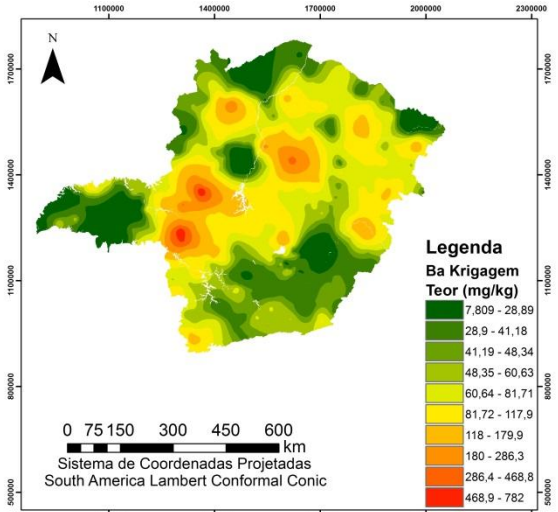 1100000 1400000 1700000 2000000 2300000
N
1700000 1700000
1400000 1400000
1100000 1100000
800000 800000
500000 500000
Legenda
Ba Krigagem
Teor (mg/kg)
7,809 - 28,89
28,9 - 41,18
41,19 - 48,34
48,35 - 60,63
60,64 - 81,71
81,72 - 117,9
118 - 179,9
180 - 286,3
286,4 - 468,8
468,9 - 782
0 75 150 300 450 600
km
Sistema de Coordenadas Projetadas
South America Lambert Conformal Conic